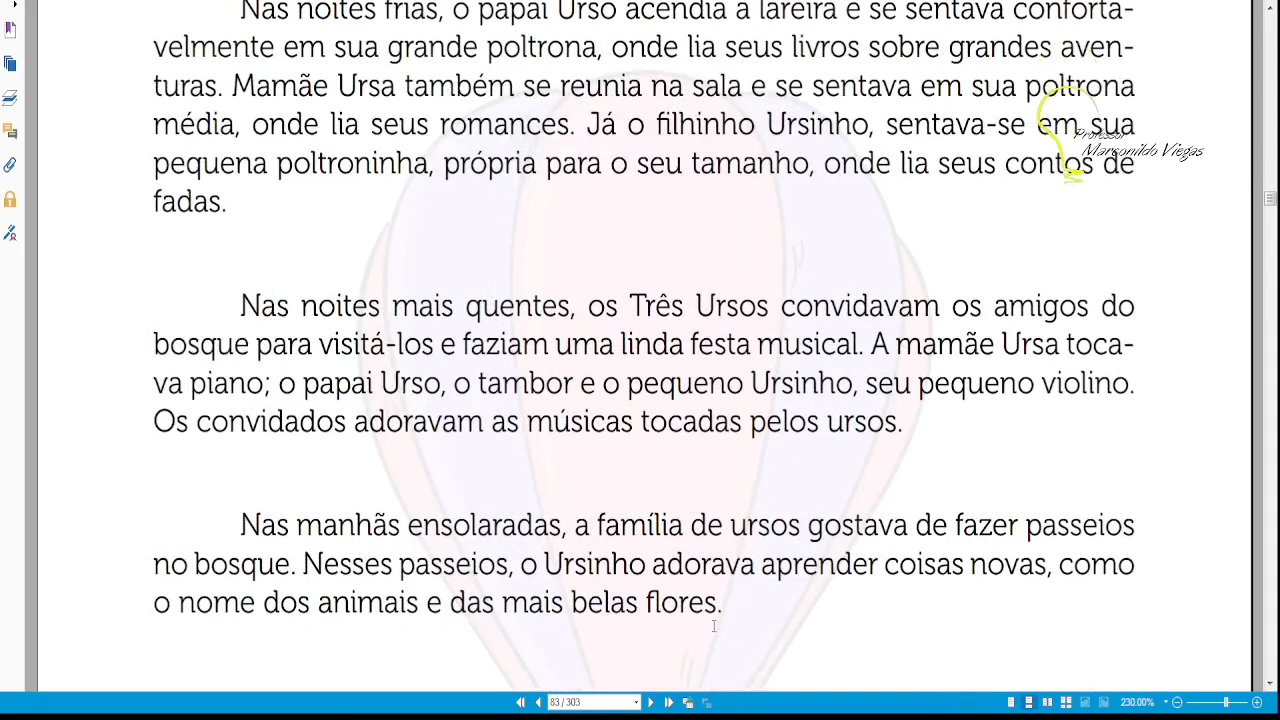 Nas noites frias, o papai Urso acendia a lareira e se sentava conforta-
velmente em sua grande poltrona, onde lia seus livros sobre grandes aven-
turas. Mamãe Ursa também se reunia na sala e se sentava em sua poltrona
média, onde lia seus romances. Já o filhinho Ursinho, sentava-se em sua
Professor
Marconildo Viegas
pequena poltroninha, própria para o seu tamanho, onde lia seus contos de
fadas.
Nas noites mais quentes, os Três Ursos convidavam os amigos do
bosque para visitá-los e faziam uma linda festa musical. A mamãe Ursa toca-
va piano; o papai Urso, o tambor e o pequeno Ursinho, seu pequeno violino.
Os convidados adoravam as músicas tocadas pelos ursos.
Nas manhãs ensolaradas, a família de ursos gostava de fazer passeios
no bosque. Nesses passeios, o Ursinho adorava aprender coisas novas, como
o nome dos animais e das mais belas flores.
83 / 303
230.00%